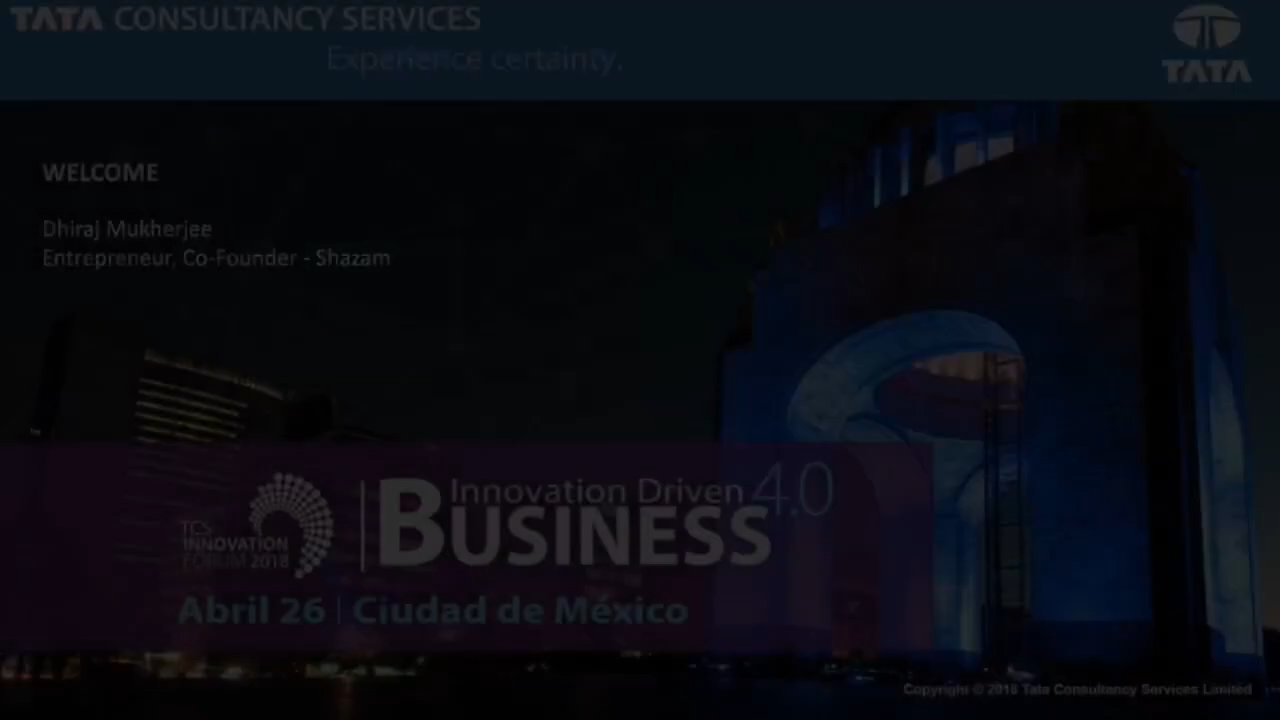 TATA CONSULTANCY SERVICES
Experience certainty.
TATA
WELCOME
Dhiraj Mukherjee
Entrepreneur, Co-Founder - Shazam
TCS
INNOVATION
FORUM 2018
Innovation Driven 4.0
BUSINESS
Abril 26 | Ciudad de México
Copyright © 2018 Tata Consultancy Services Limited